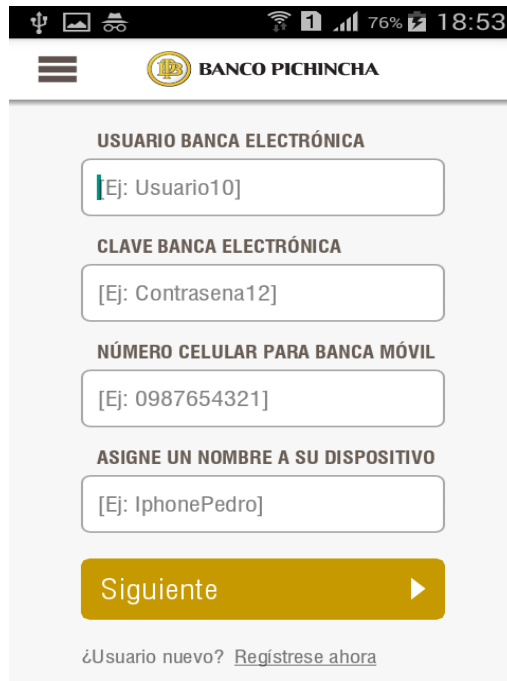 1 76% 18:53
BANCO PICHINCHA
USUARIO BANCA ELECTRÓNICA
[Ej: Usuario10]
CLAVE BANCA ELECTRÓNICA
[Ej: Contrasena12]
NÚMERO CELULAR PARA BANCA MÓVIL
[Ej: 0987654321]
ASIGNE UN NOMBRE A SU DISPOSITIVO
[Ej: IphonePedro]
Siguiente
¿Usuario nuevo? Regístrese ahora